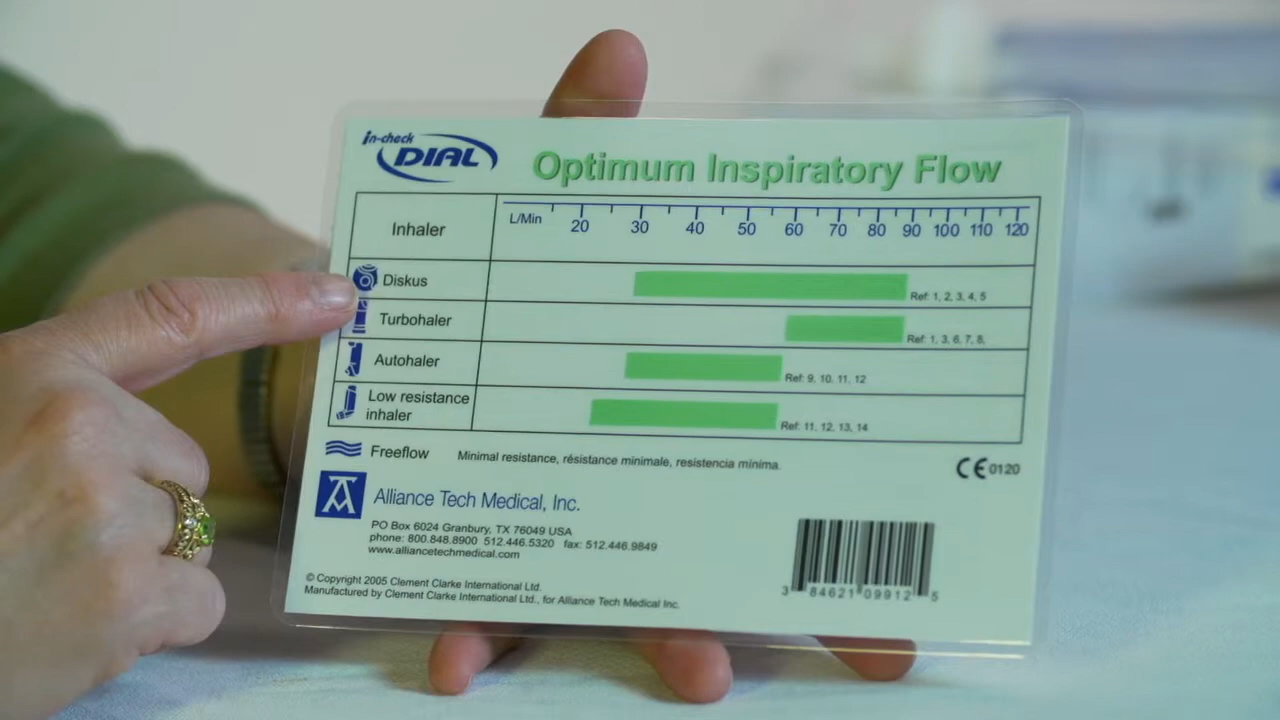 in-check
DIAL
Optimum Inspiratory Flow
Inhaler
L/Min 20 30 40 50 60 70 80 90 100 110 120
Diskus
Ref: 1, 2, 3, 4, 5
Turbohaler
Ref: 1, 3, 6, 7, 8,
Autohaler
Ref: 9, 10, 11, 12
Low resistance
inhaler
Ref: 11, 12, 13, 14
Freeflow
Minimal resistance, résistance minimale, resistencia mínima.
CE 0120
Alliance Tech Medical, Inc.
PO Box 6024 Granbury, TX 76049 USA
phone: 800.848.8900 512.446.5320 fax: 512.446.9849
www.alliancetechmedical.com
© Copyright 2005 Clement Clarke International Ltd.
Manufactured by Clement Clarke International Ltd., for Alliance Tech Medical Inc.
3 84621 09912 5